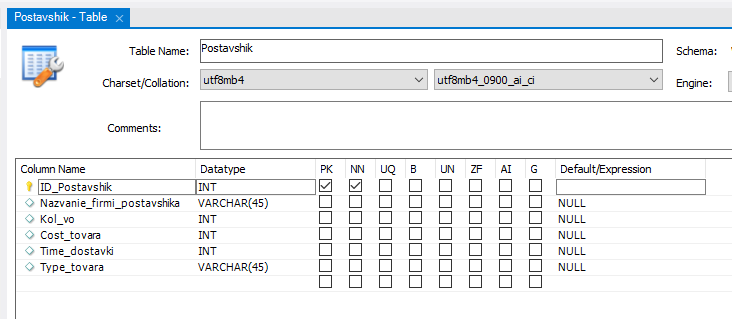 Postavshik - Table ×
Table Name: Postavshik Schema:
Charset/Collation: utf8mb4 utf8mb4_0900_ai_ci Engine:
Comments:
Column Name Datatype PK NN UQ B UN ZF AI G Default/Expression
ID_Postavshik INT
Nazvanie_firmi_postavshika VARCHAR(45) NULL
Kol_vo INT NULL
Cost_tovara INT NULL
Time_dostavki INT NULL
Type_tovara VARCHAR(45) NULL